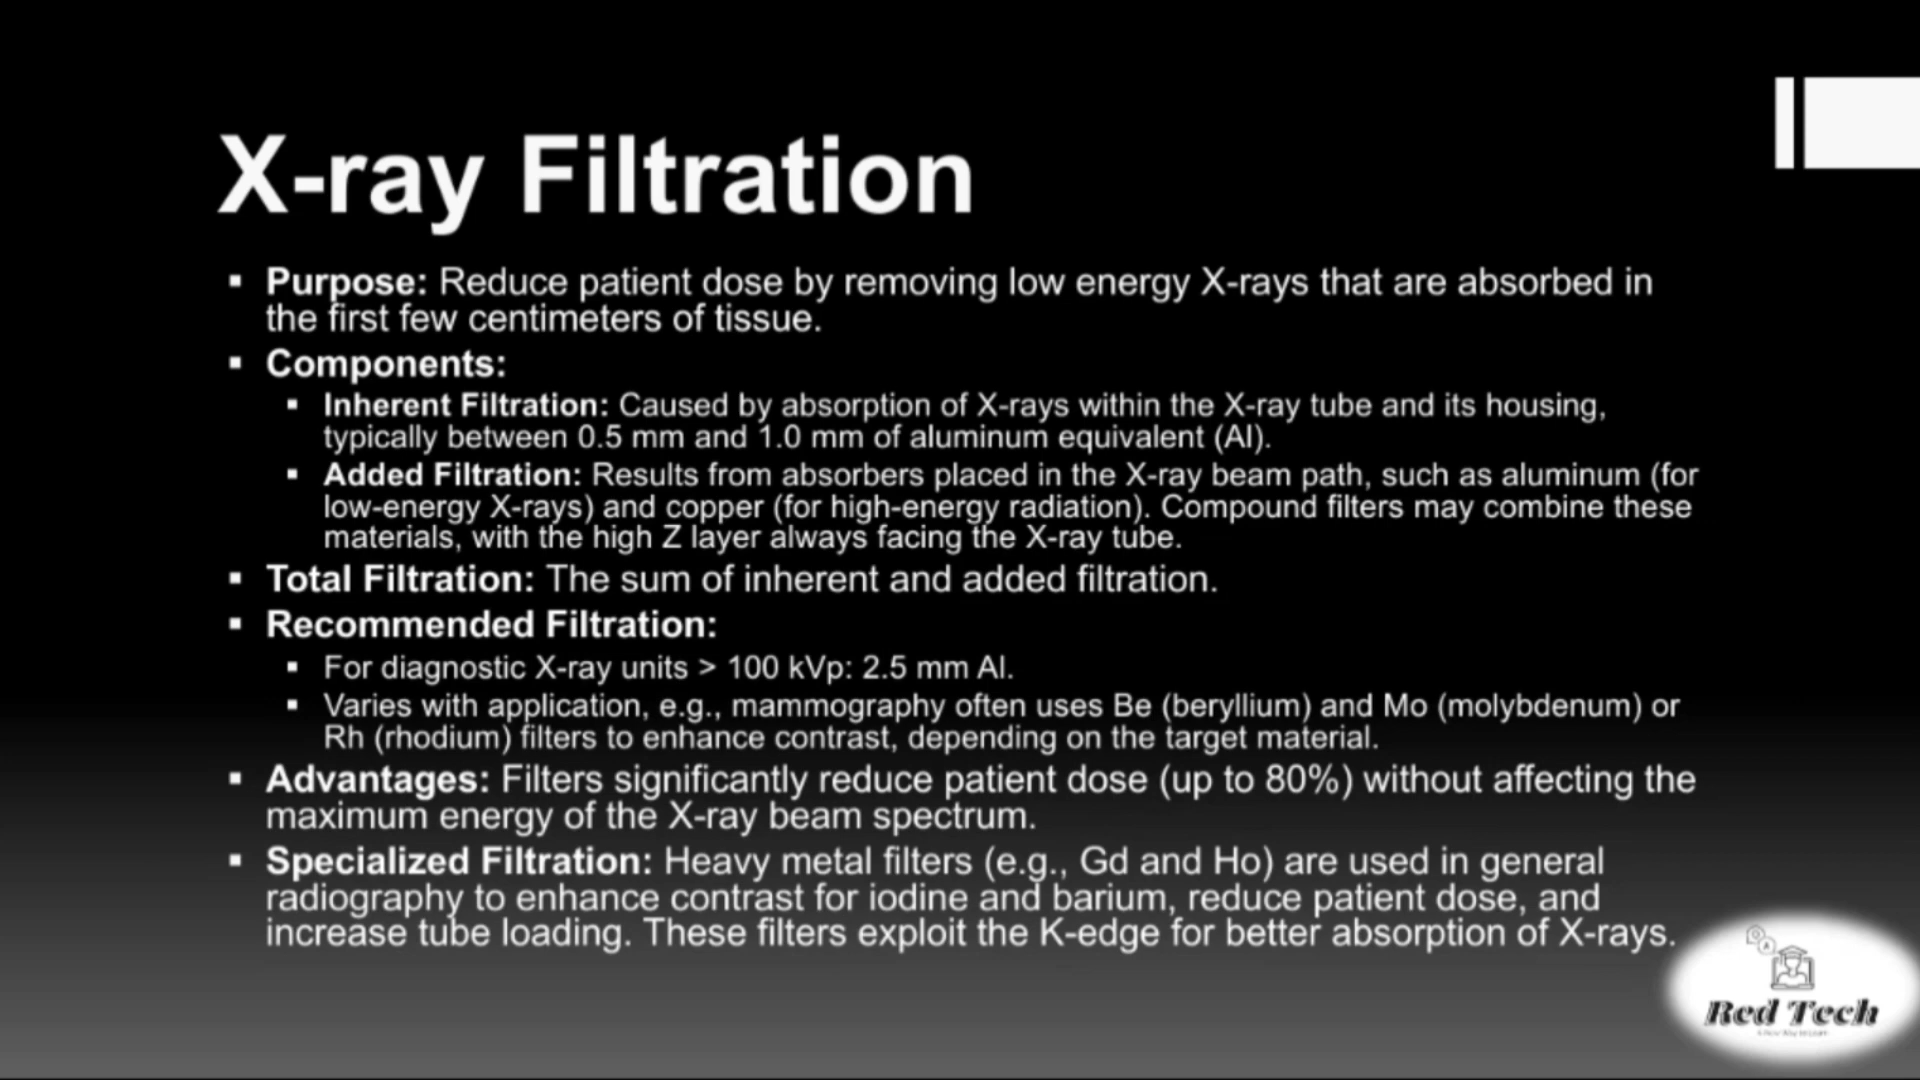 X-ray Filtration
▪ Purpose: Reduce patient dose by removing low energy X-rays that are absorbed in
the first few centimeters of tissue.
▪ Components:
▪ Inherent Filtration: Caused by absorption of X-rays within the X-ray tube and its housing,
typically between 0.5 mm and 1.0 mm of aluminum equivalent (Al).
▪ Added Filtration: Results from absorbers placed in the X-ray beam path, such as aluminum (for
low-energy X-rays) and copper (for high-energy radiation). Compound filters may combine these
materials, with the high Z layer always facing the X-ray tube.
▪ Total Filtration: The sum of inherent and added filtration.
▪ Recommended Filtration:
▪ For diagnostic X-ray units > 100 kVp: 2.5 mm Al.
▪ Varies with application, e.g., mammography often uses Be (beryllium) and Mo (molybdenum) or
Rh (rhodium) filters to enhance contrast, depending on the target material.
▪ Advantages: Filters significantly reduce patient dose (up to 80%) without affecting the
maximum energy of the X-ray beam spectrum.
▪ Specialized Filtration: Heavy metal filters (e.g., Gd and Ho) are used in general
radiography to enhance contrast for iodine and barium, reduce patient dose, and
increase tube loading. These filters exploit the K-edge for better absorption of X-rays.
Red Tech